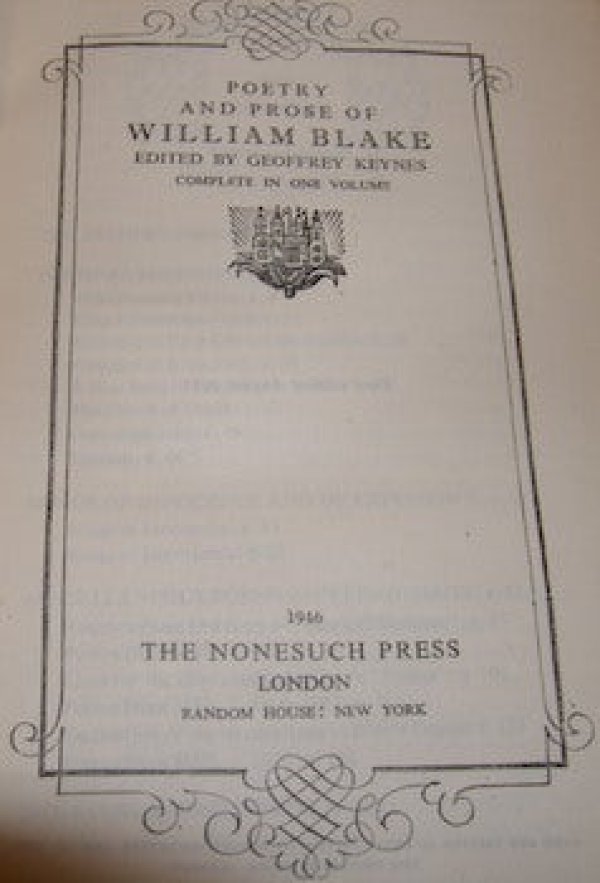 POETRY
AND PROSE OF
WILLIAM BLAKE
EDITED BY GEOFFREY KEYNES
COMPLETE IN ONE VOLUME
1946
THE NONESUCH PRESS
LONDON
RANDOM HOUSE: NEW YORK